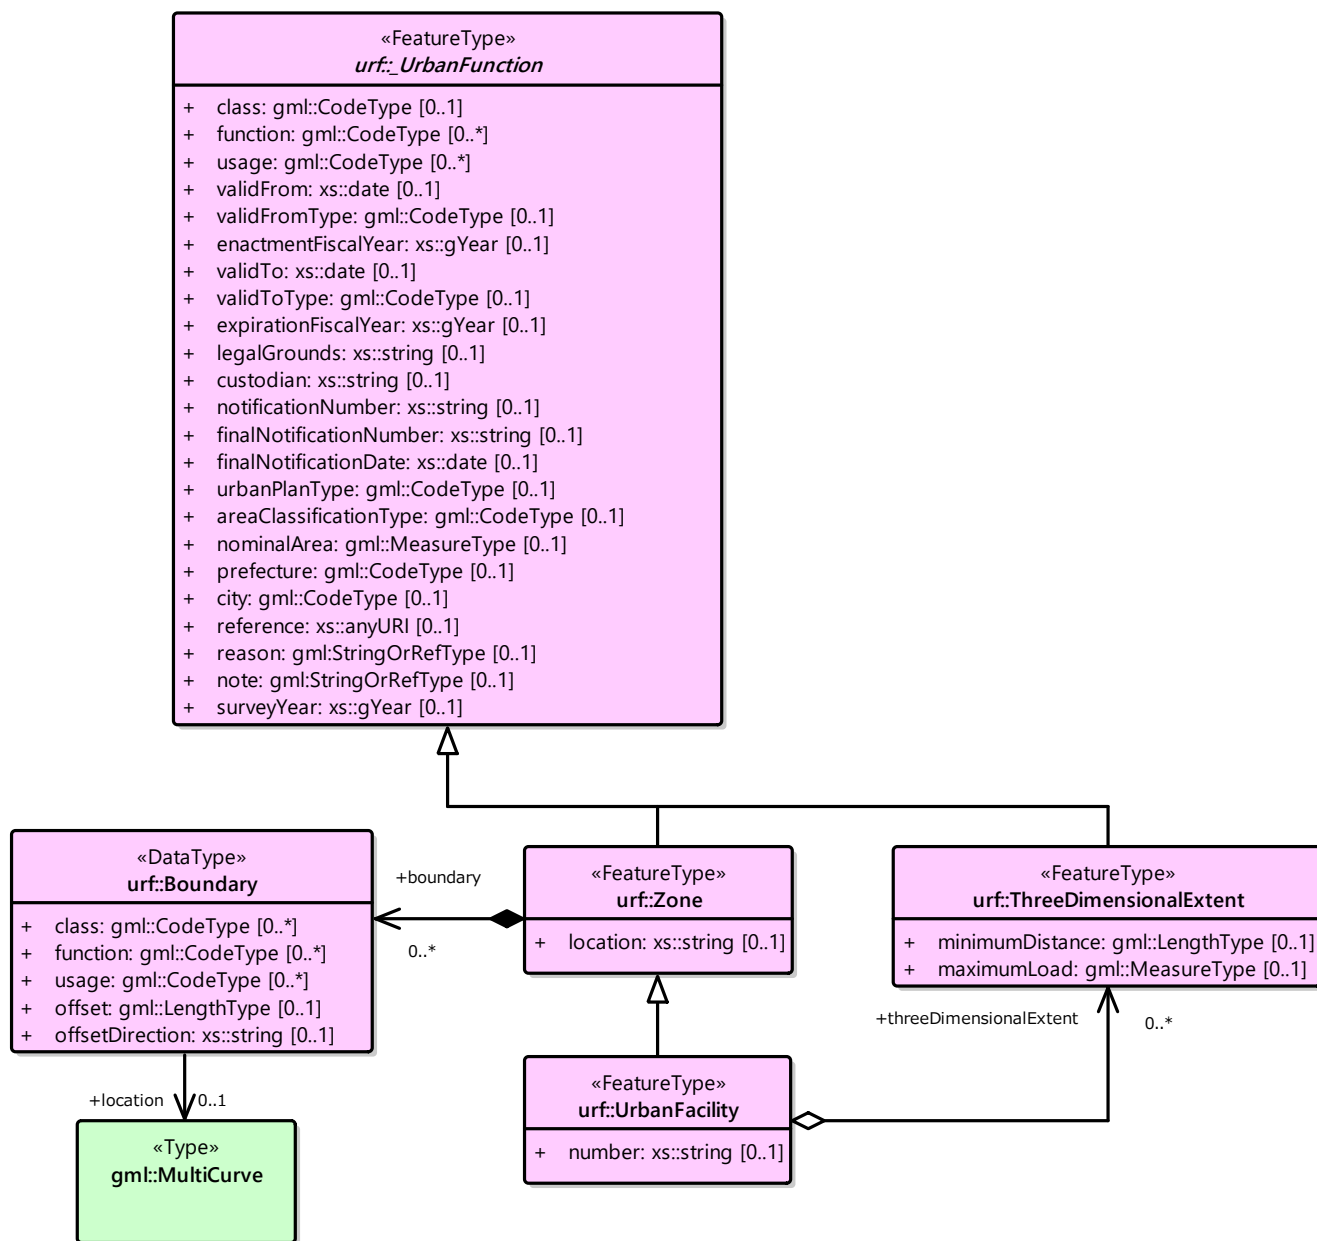 «FeatureType»
urf::_UrbanFunction
+ class: gml::CodeType [0..1]
+ function: gml::CodeType [0..*]
+ usage: gml::CodeType [0..*]
+ validFrom: xs::date [0..1]
+ validFromType: gml::CodeType [0..1]
+ enactmentFiscalYear: xs::gYear [0..1]
+ validTo: xs::date [0..1]
+ validToType: gml::CodeType [0..1]
+ expirationFiscalYear: xs::gYear [0..1]
+ legalGrounds: xs::string [0..1]
+ custodian: xs::string [0..1]
+ notificationNumber: xs::string [0..1]
+ finalNotificationNumber: xs::string [0..1]
+ finalNotificationDate: xs::date [0..1]
+ urbanPlanType: gml::CodeType [0..1]
+ areaClassificationType: gml::CodeType [0..1]
+ nominalArea: gml::MeasureType [0..1]
+ prefecture: gml::CodeType [0..1]
+ city: gml::CodeType [0..1]
+ reference: xs::anyURI [0..1]
+ reason: gml:StringOrRefType [0..1]
+ note: gml:StringOrRefType [0..1]
+ surveyYear: xs::gYear [0..1]
«DataType»
urf::Boundary
+ class: gml::CodeType [0..*]
+ function: gml::CodeType [0..*]
+ usage: gml::CodeType [0..*]
+ offset: gml::LengthType [0..1]
+ offsetDirection: xs::string [0..1]
+boundary
0..*
«FeatureType»
urf::Zone
+ location: xs::string [0..1]
«FeatureType»
urf::ThreeDimensionalExtent
+ minimumDistance: gml::LengthType [0..1]
+ maximumLoad: gml::MeasureType [0..1]
+threeDimensionalExtent
0..*
+location
0..1
«Type»
gml::MultiCurve
«FeatureType»
urf::UrbanFacility
+ number: xs::string [0..1]